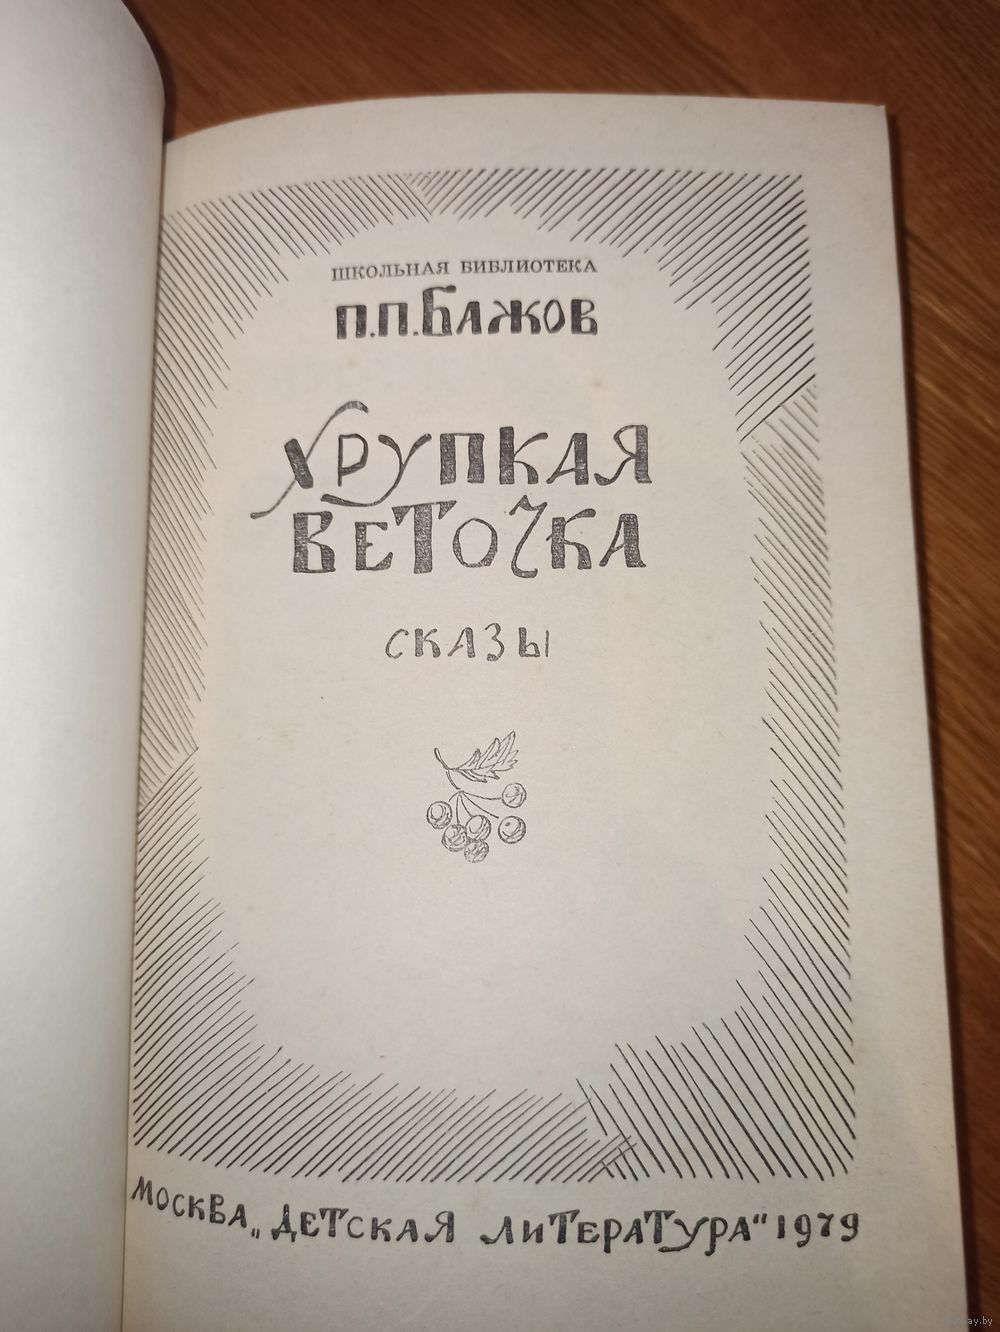 ШКОЛЬНАЯ БИБЛИОТЕКА
П.П.БАЖОВ
ХРУПКАЯ
ВЕТОЧКА
СКАЗЫ
МОСКВА „ДЕТСКАЯ ЛИТЕРАТУРА" 1979